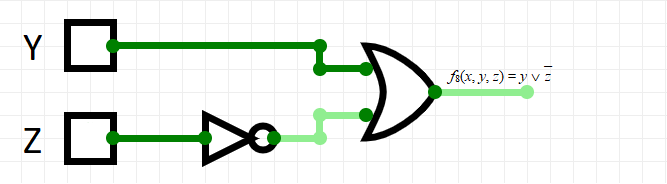 Y
f₈(x, y, z) = y ∨ z̅
Z